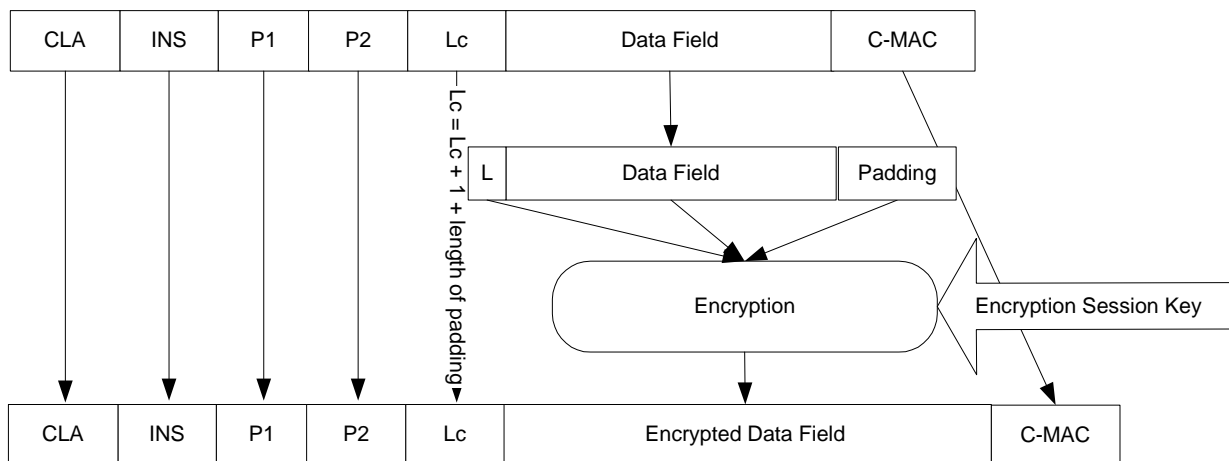 CLA INS P1 P2 Lc Data Field C-MAC
Lc = Lc + 1 + length of padding
L Data Field Padding
Encryption
Encryption Session Key
CLA INS P1 P2 Lc Encrypted Data Field C-MAC